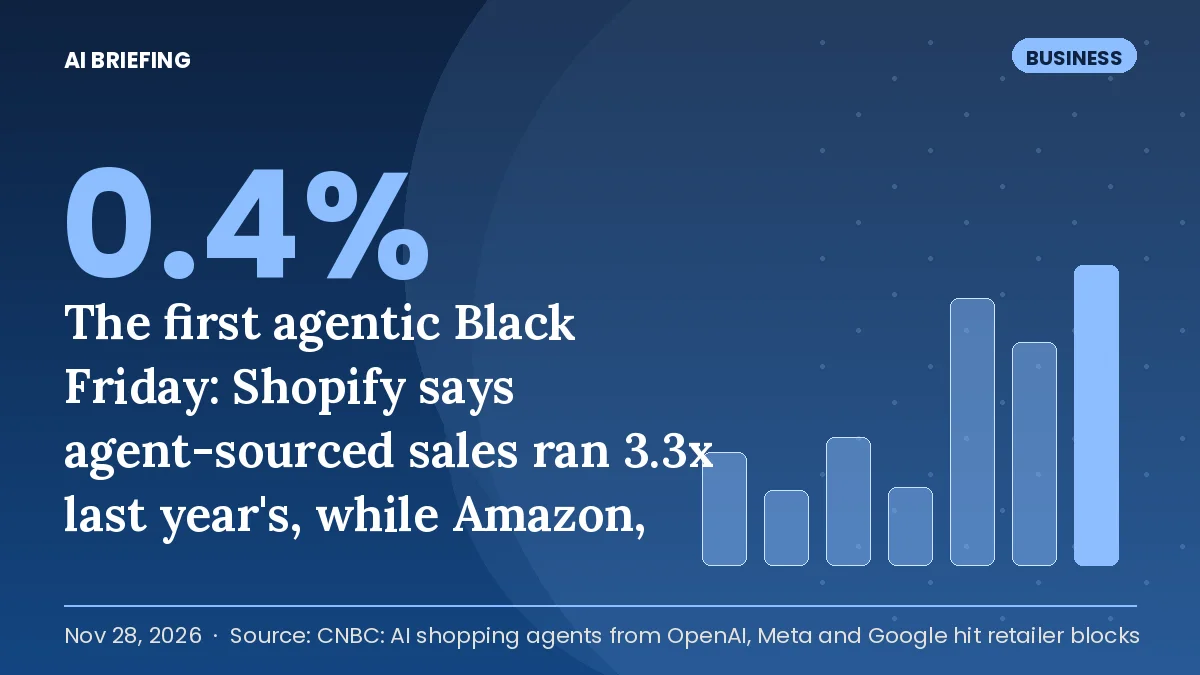 AI BRIEFING
BUSINESS
0.4%
The first agentic Black
Friday: Shopify says
agent-sourced sales ran 3.3x
last year's, while Amazon,
Nov 28, 2026 · Source: CNBC: AI shopping agents from OpenAI, Meta and Google hit retailer blocks